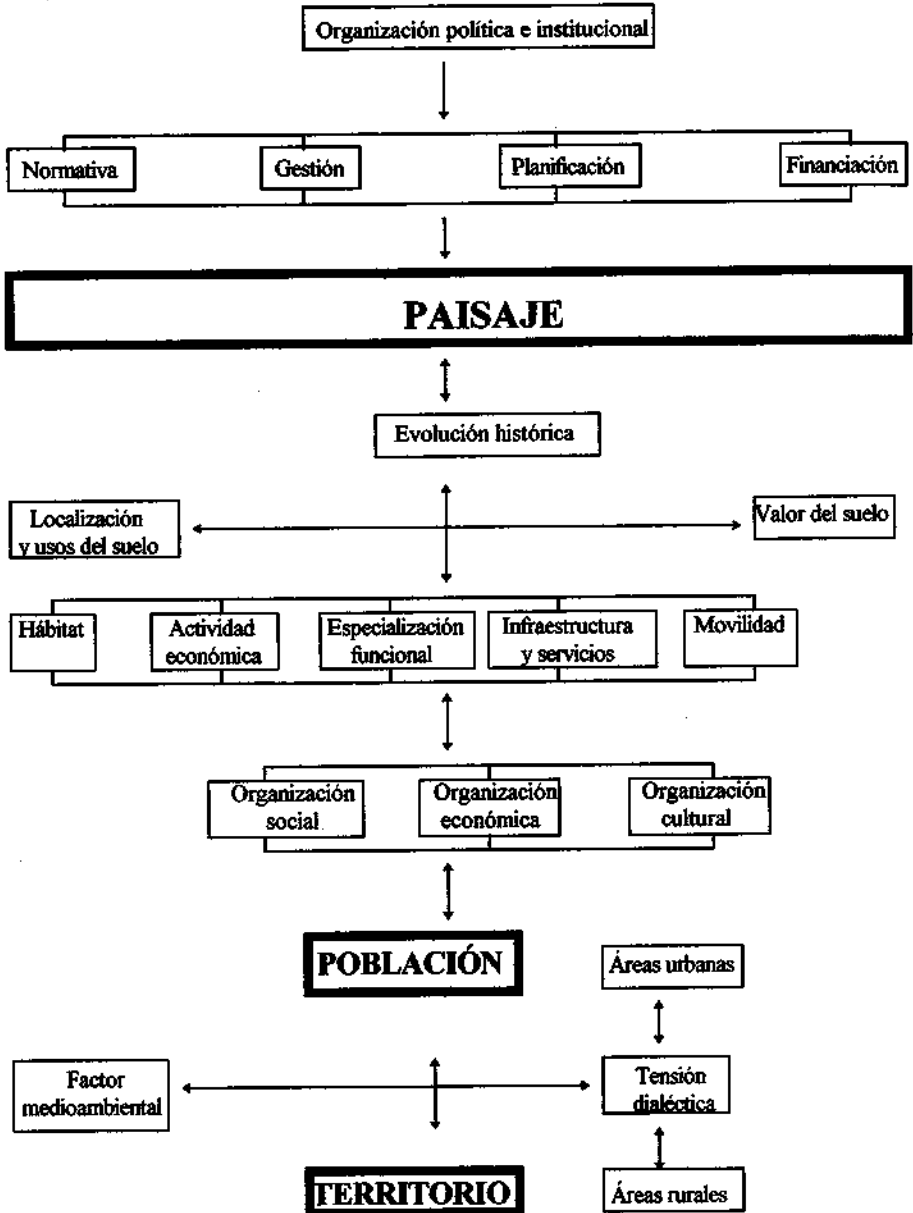 Organización política e institucional
Normativa
Gestión
Planificación
Financiación
PAISAJE
Evolución histórica
Localización
y usos del suelo
Valor del suelo
Hábitat
Actividad
económica
Especialización
funcional
Infraestructura
y servicios
Movilidad
Organización
social
Organización
económica
Organización
cultural
POBLACIÓN
Áreas urbanas
Factor
medioambiental
Tensión
dialéctica
TERRITORIO
Áreas rurales